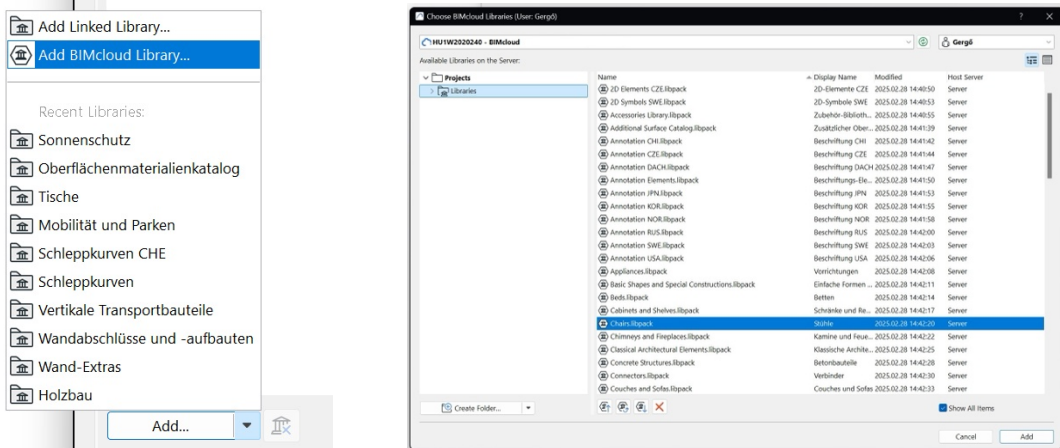 Add Linked Library...
Add BIMcloud Library...
Recent Libraries:
Sonnenschutz
Oberflächenmaterialienkatalog
Tische
Mobilität und Parken
Schleppkurven CHE
Schleppkurven
Vertikale Transportbauteile
Wandabschlüsse und -aufbauten
Wand-Extras
Holzbau
Add...
Choose BIMcloud Libraries (User: Gergő)
HU1W2020240 - BIMcloud
Gergő
Available Libraries on the Server:
Projects
Libraries
Name Display Name Modified Host Server
2D Elements CZE.libpack 2D-Elemente CZE 2025.02.28 14:40:50 Server
2D Symbols SWE.libpack 2D-Symbole SWE 2025.02.28 14:40:53 Server
Accessories Library.libpack Zubehör-Biblioth... 2025.02.28 14:40:55 Server
Additional Surface Catalog.libpack Zusätzlicher Ober... 2025.02.28 14:41:39 Server
Annotation CHI.libpack Beschriftung CHI 2025.02.28 14:41:42 Server
Annotation CZE.libpack Beschriftung CZE 2025.02.28 14:41:44 Server
Annotation DACH.libpack Beschriftung DACH 2025.02.28 14:41:47 Server
Annotation Elements.libpack Beschriftungs-Ele... 2025.02.28 14:41:50 Server
Annotation JPN.libpack Beschriftung JPN 2025.02.28 14:41:53 Server
Annotation KOR.libpack Beschriftung KOR 2025.02.28 14:41:55 Server
Annotation NOR.libpack Beschriftung NOR 2025.02.28 14:41:58 Server
Annotation RUS.libpack Beschriftung RUS 2025.02.28 14:42:00 Server
Annotation SWE.libpack Beschriftung SWE 2025.02.28 14:42:03 Server
Annotation USA.libpack Beschriftung USA 2025.02.28 14:42:06 Server
Appliances.libpack Vorrichtungen 2025.02.28 14:42:08 Server
Basic Shapes and Special Constructions.libpack Einfache Formen ... 2025.02.28 14:42:11 Server
Beds.libpack Betten 2025.02.28 14:42:14 Server
Cabinets and Shelves.libpack Schränke und Re... 2025.02.28 14:42:17 Server
Chairs.libpack Stühle 2025.02.28 14:42:20 Server
Chimneys and Fireplaces.libpack Kamine und Feue... 2025.02.28 14:42:22 Server
Classical Architectural Elements.libpack Klassische Archite... 2025.02.28 14:42:25 Server
Concrete Structures.libpack Betonbauteile 2025.02.28 14:42:28 Server
Connectors.libpack Verbinder 2025.02.28 14:42:30 Server
Couches and Sofas.libpack Couches und Sofas 2025.02.28 14:42:33 Server
Create Folder...
Show All Items
Cancel Add